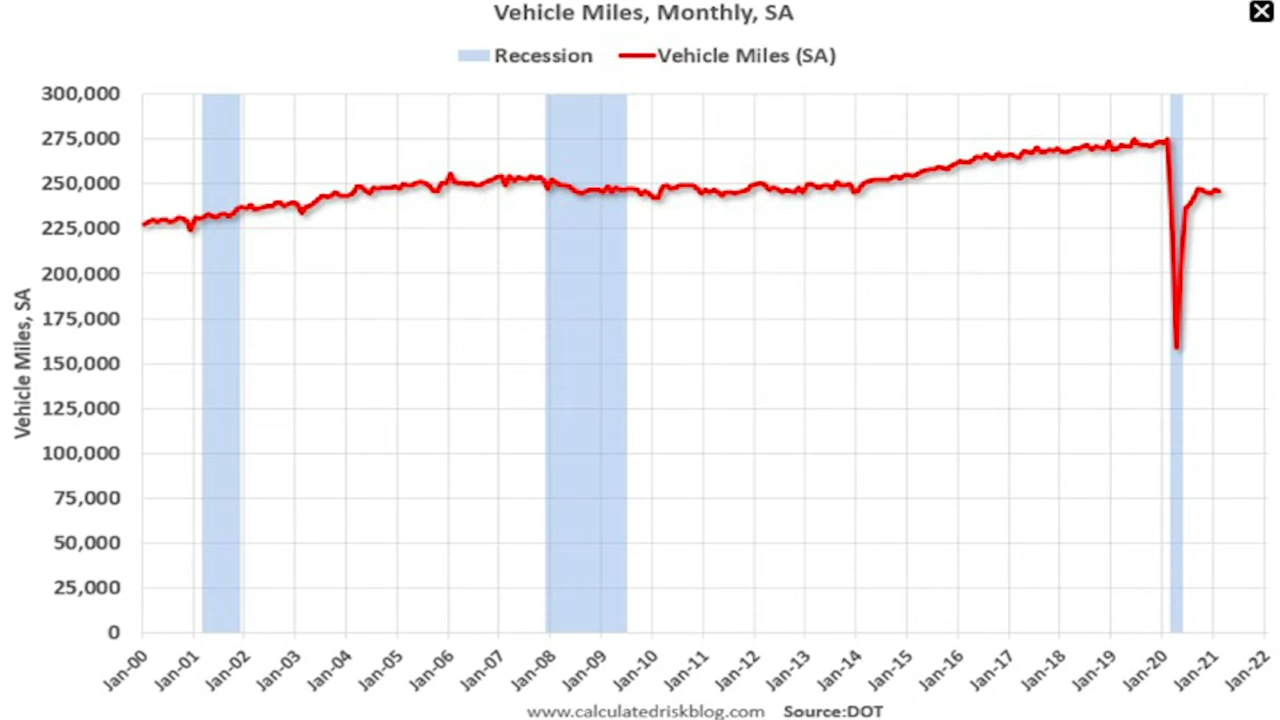 Vehicle Miles, Monthly, SA
Recession Vehicle Miles (SA)
300,000
275,000
250,000
225,000
200,000
175,000
150,000
125,000
100,000
75,000
50,000
25,000
0
Vehicle Miles, SA
Jan-00 Jan-01 Jan-02 Jan-03 Jan-04 Jan-05 Jan-06 Jan-07 Jan-08 Jan-09 Jan-10 Jan-11 Jan-12 Jan-13 Jan-14 Jan-15 Jan-16 Jan-17 Jan-18 Jan-19 Jan-20 Jan-21 Jan-22
www.calculatedriskblog.com Source:DOT